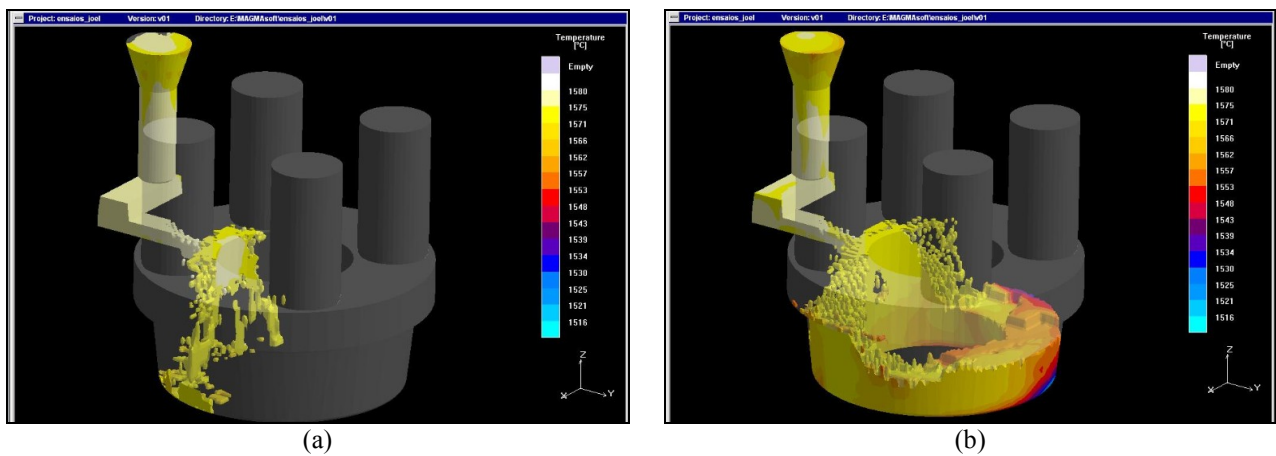 Project: ensaios_joel Version: v01 Directory: E:\MAGMAsoft\ensaios_joel\v01
Temperature
[°C]
Empty
1580
1575
1571
1566
1562
1557
1553
1548
1543
1539
1534
1530
1525
1521
1516
Z
X
Y
(a)
Project: ensaios_joel Version: v01 Directory: E:\MAGMAsoft\ensaios_joel\v01
Temperature
[°C]
Empty
1580
1575
1571
1566
1562
1557
1553
1548
1543
1539
1534
1530
1525
1521
1516
Z
X
Y
(b)